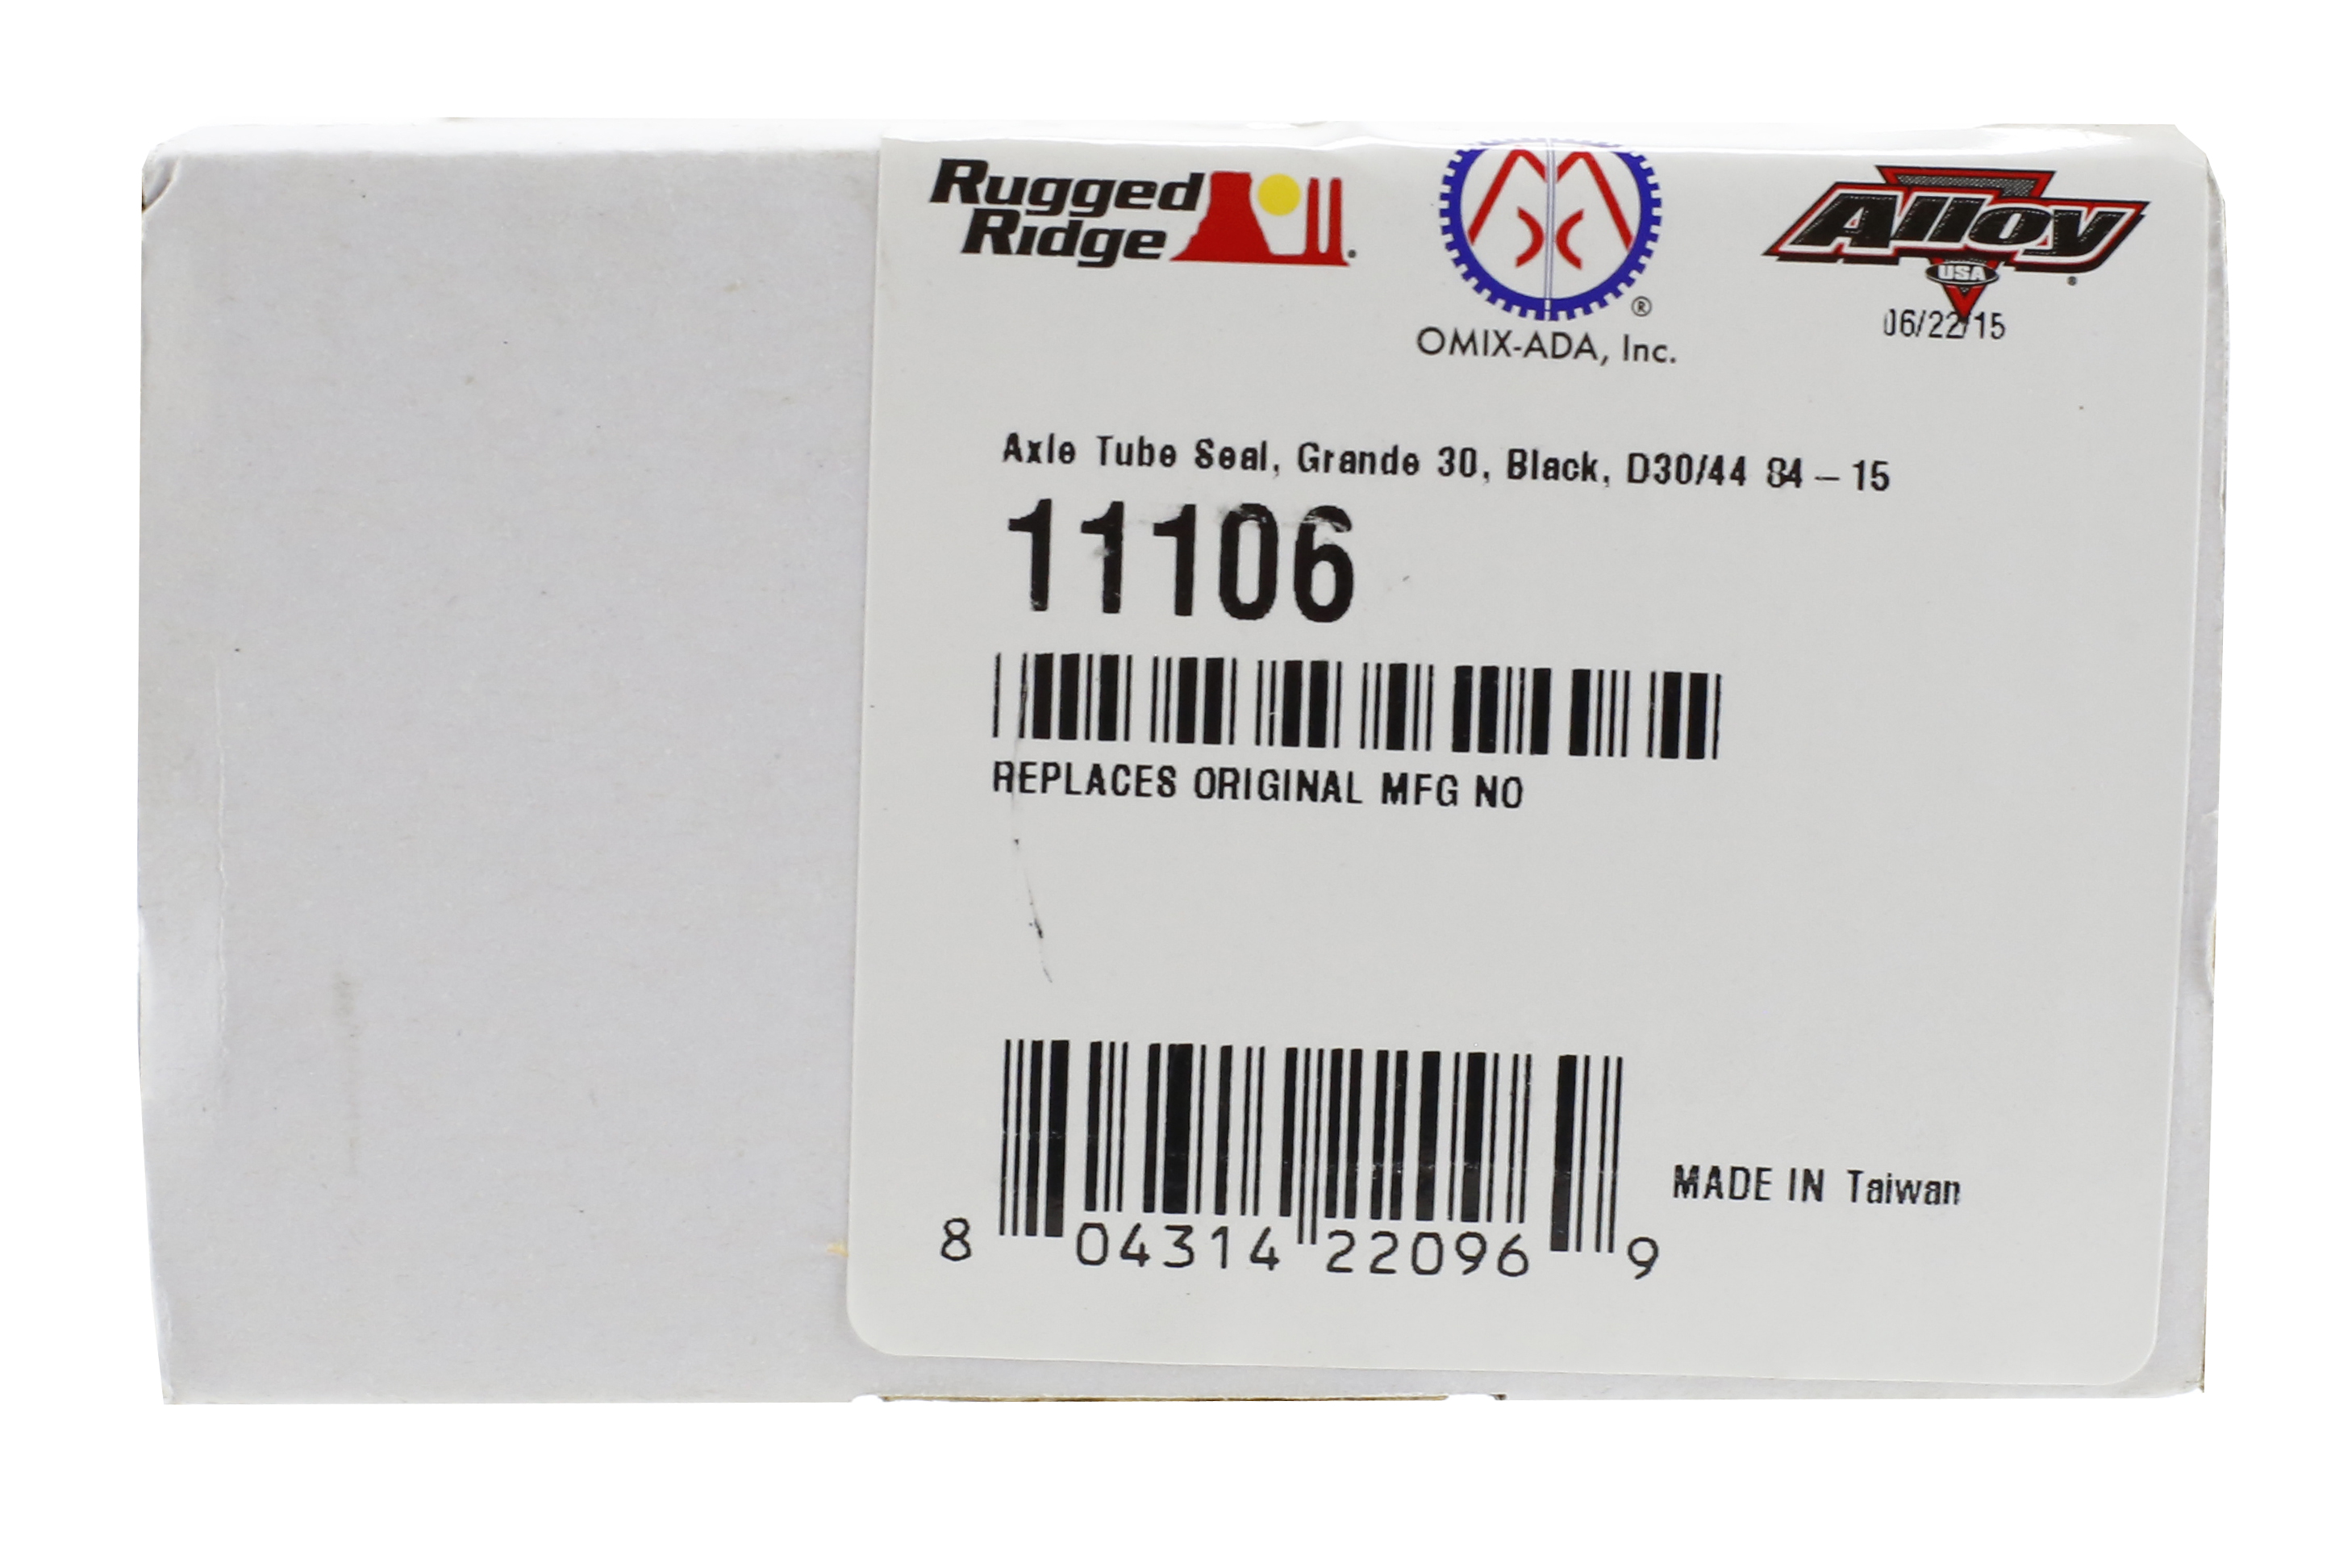 Rugged
Ridge
®
OMIX-ADA, Inc.
Alloy
USA
06/22/15
Axle Tube Seal, Grande 30, Black, D30/44 84 – 15
11106
REPLACES ORIGINAL MFG NO
8 04314 22096 9
MADE IN Taiwan